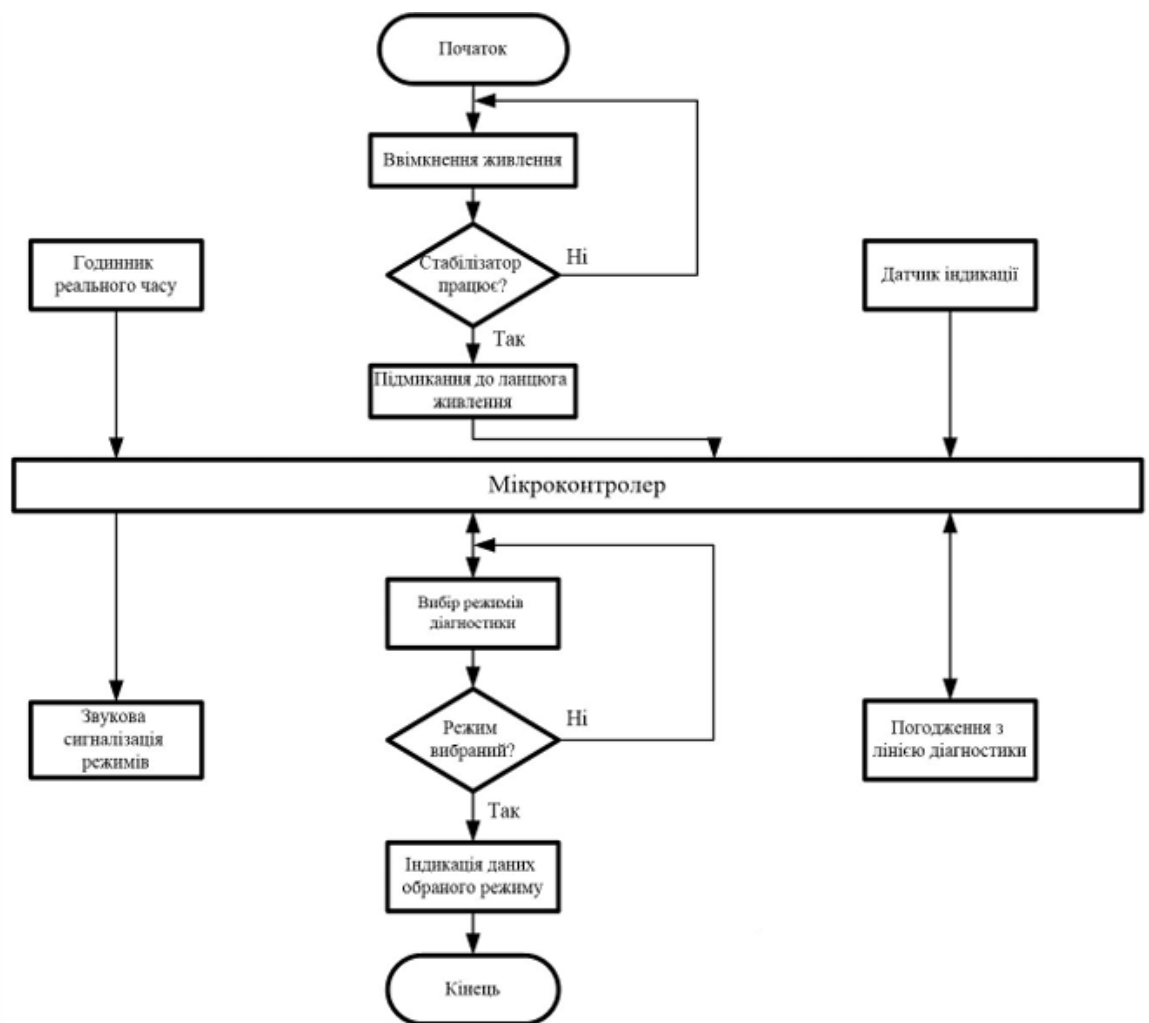 Початок
Ввімкнення живлення
Стабілізатор
працює?
Ні
Годинник
реального часу
Датчик індикації
Так
Підмикання до ланцюга
живлення
Мікроконтролер
Вибір режимів
діагностики
Режим
вибраний?
Ні
Звукова
сигналізація
режимів
Погодження з
лінією діагностики
Так
Індикація даних
обраного режиму
Кінець